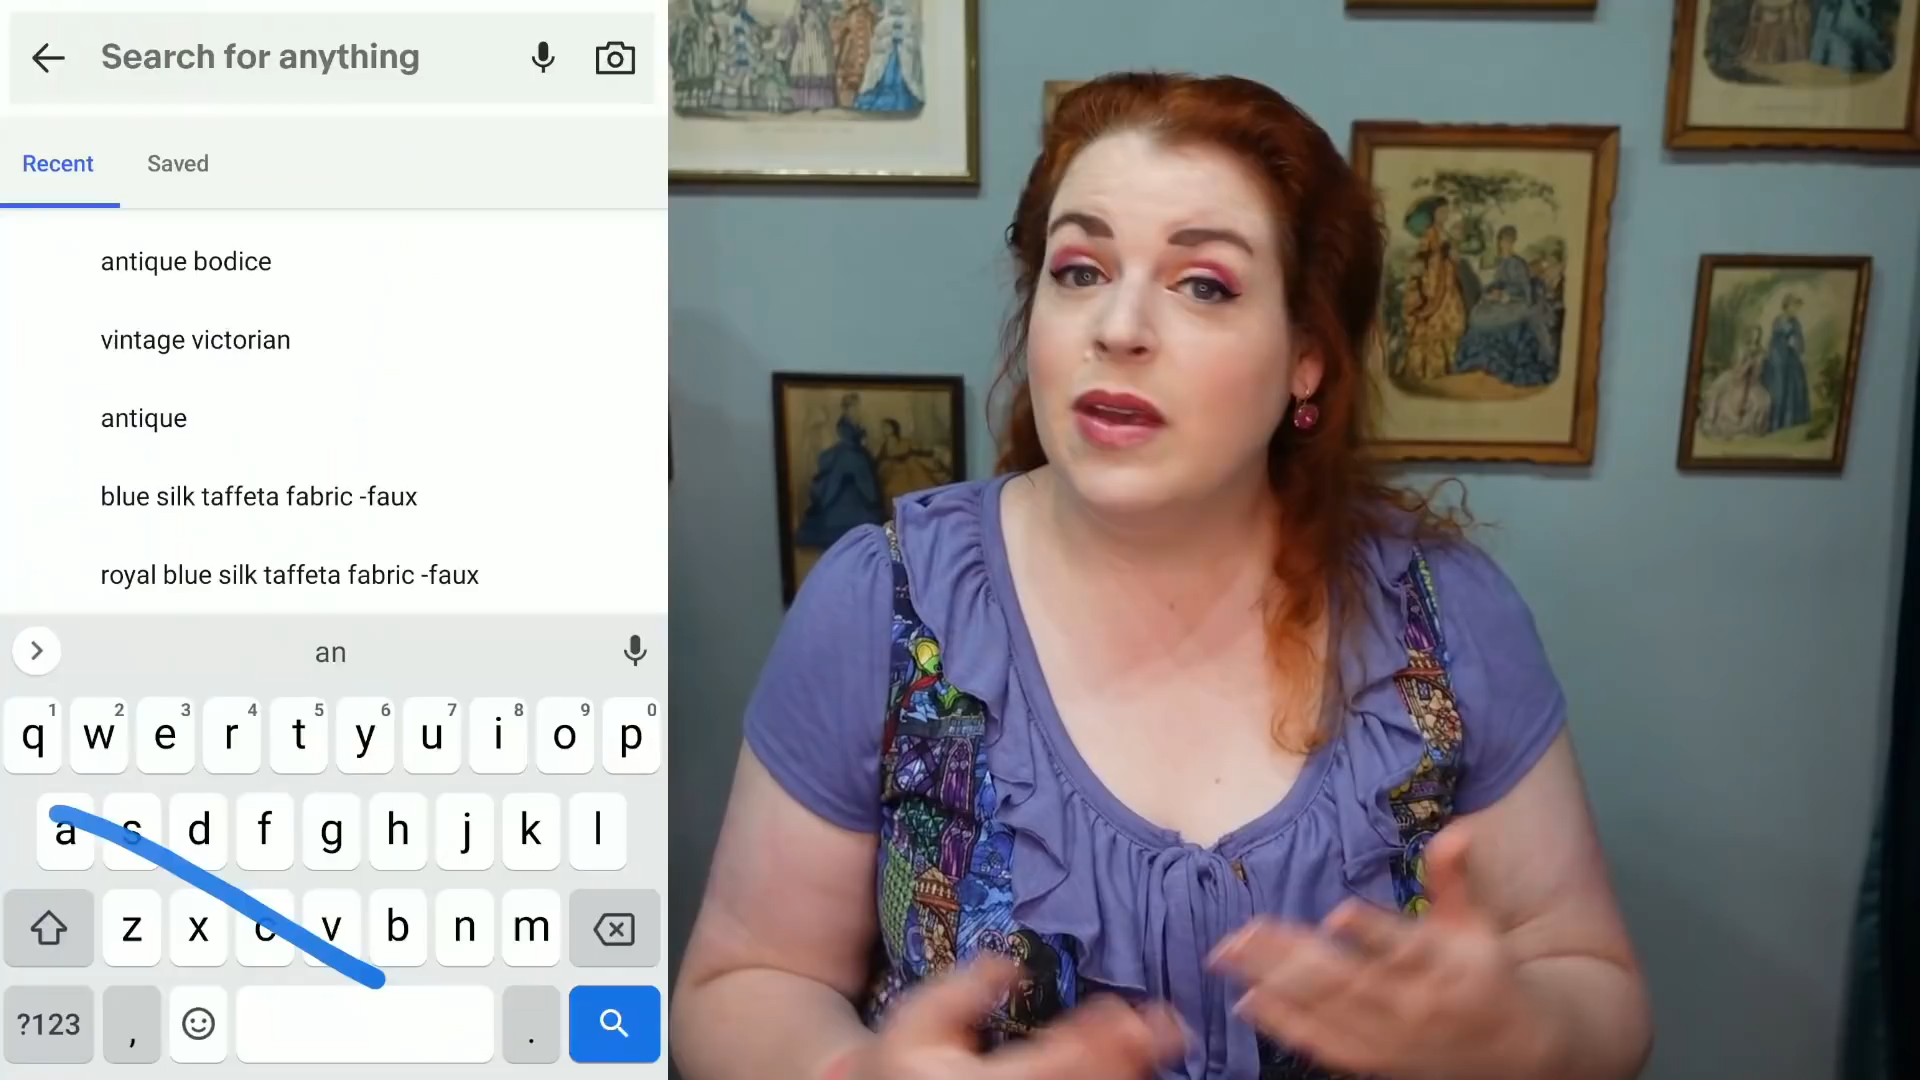 Search for anything
Recent Saved
antique bodice
vintage victorian
antique
blue silk taffeta fabric -faux
royal blue silk taffeta fabric -faux
an
1 2 3 4 5 6 7 8 9 0
q w e r t y u i o p
a s d f g h j k l
z x c v b n m
?123 , .